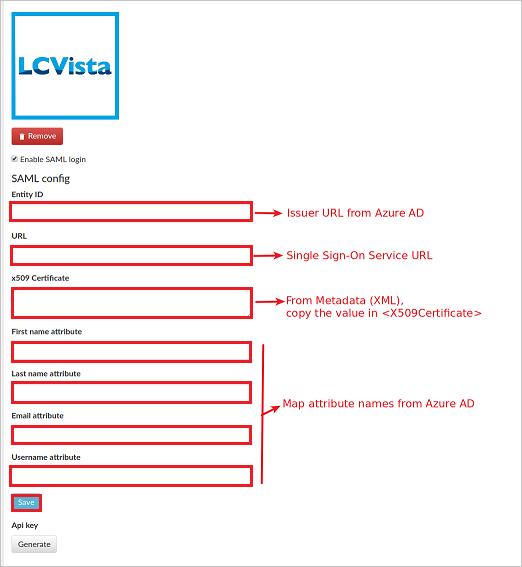 LCVista
Remove
Enable SAML login
SAML config
Entity ID
Issuer URL from Azure AD
URL
Single Sign-On Service URL
x509 Certificate
From Metadata (XML),
copy the value in <X509Certificate>
First name attribute
Last name attribute
Map attribute names from Azure AD
Email attribute
Username attribute
Save
Api key
Generate